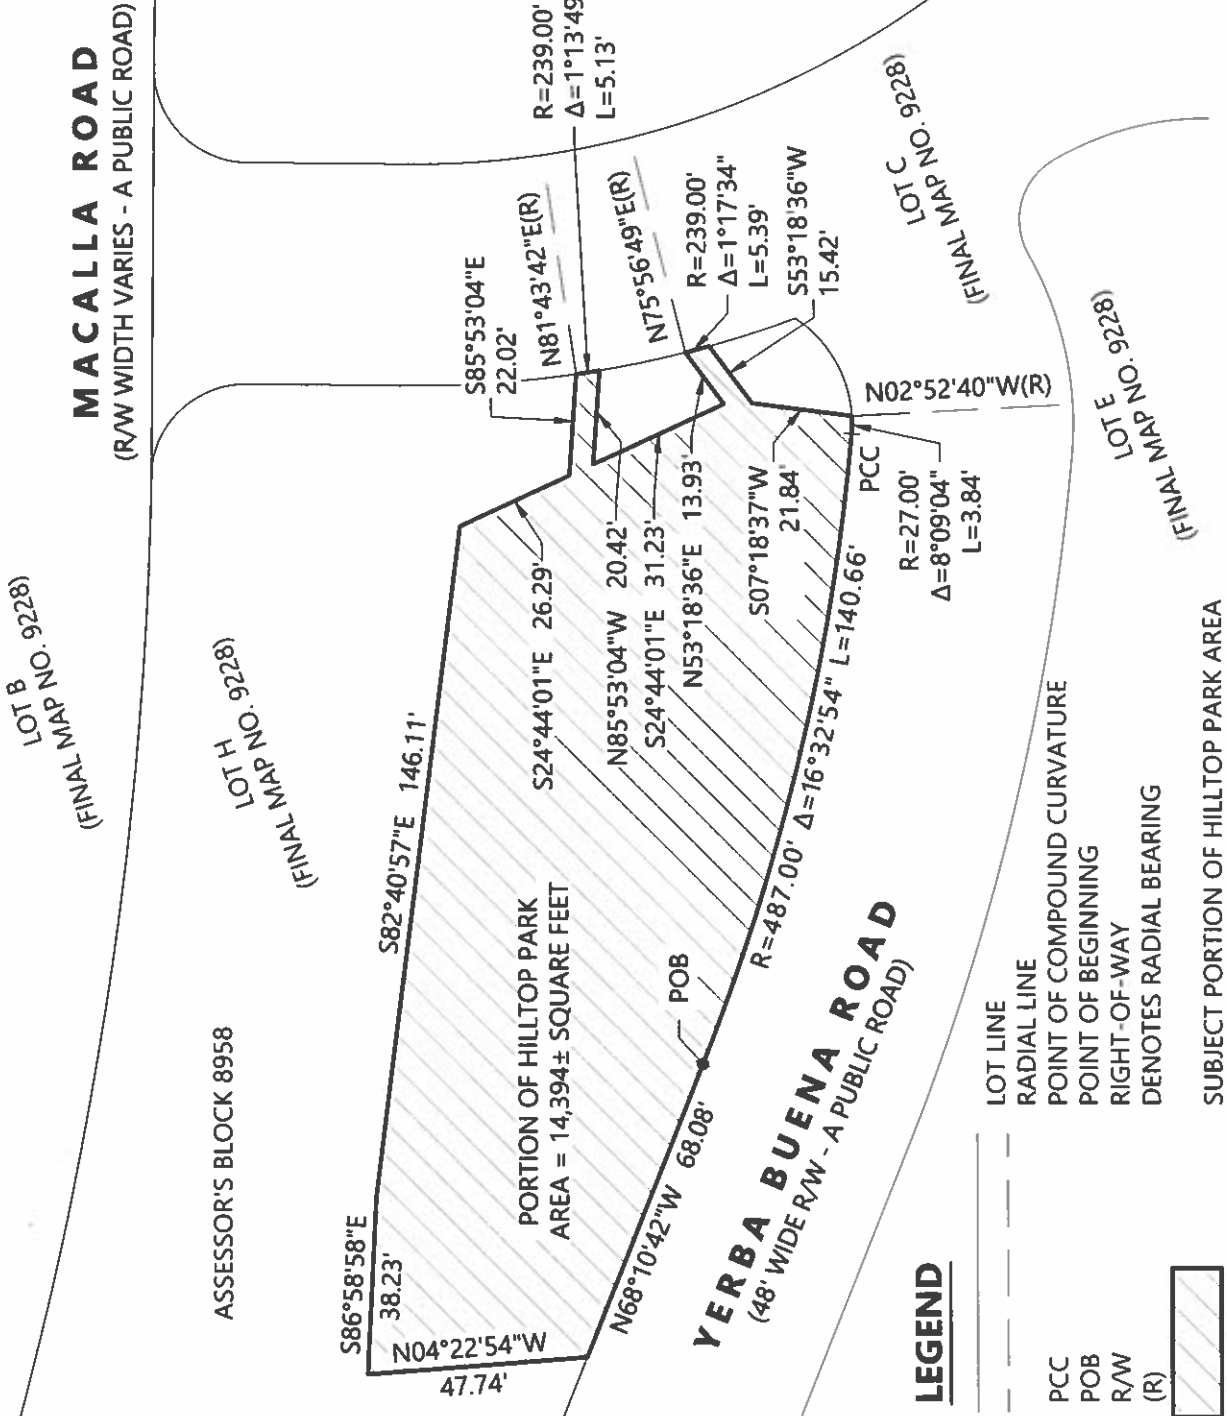 MACALLA ROAD
(R/W WIDTH VARIES - A PUBLIC ROAD)
LOT B
(FINAL MAP NO. 9228)
LOT H
(FINAL MAP NO. 9228)
ASSESSOR'S BLOCK 8958
S86°58'58"E
38.23'
N04°22'54"W
47.74'
S82°40'57"E 146.11'
S24°44'01"E 26.29'
S85°53'04"E
22.02'
N81°43'42"E(R)
R=239.00'
Δ=1°13'49
L=5.13'
N85°53'04"W 20.42'
S24°44'01"E 31.23'
N53°18'36"E 13.93'
N75°56'49"E(R)
R=239.00'
Δ=1°17'34"
L=5.39'
S53°18'36"W
15.42'
S07°18'37"W
21.84'
N02°52'40"W(R)
PCC
R=27.00'
Δ=8°09'04"
L=3.84'
R=487.00' Δ=16°32'54" L=140.66'
POB
N68°10'42"W 68.08'
PORTION OF HILLTOP PARK
AREA = 14,394± SQUARE FEET
YERBA BUENA ROAD
(48' WIDE R/W - A PUBLIC ROAD)
LOT C
(FINAL MAP NO. 9228)
LOT E
(FINAL MAP NO. 9228)
LEGEND
LOT LINE
RADIAL LINE
PCC POINT OF COMPOUND CURVATURE
POB POINT OF BEGINNING
R/W RIGHT-OF-WAY
(R) DENOTES RADIAL BEARING
SUBJECT PORTION OF HILLTOP PARK AREA